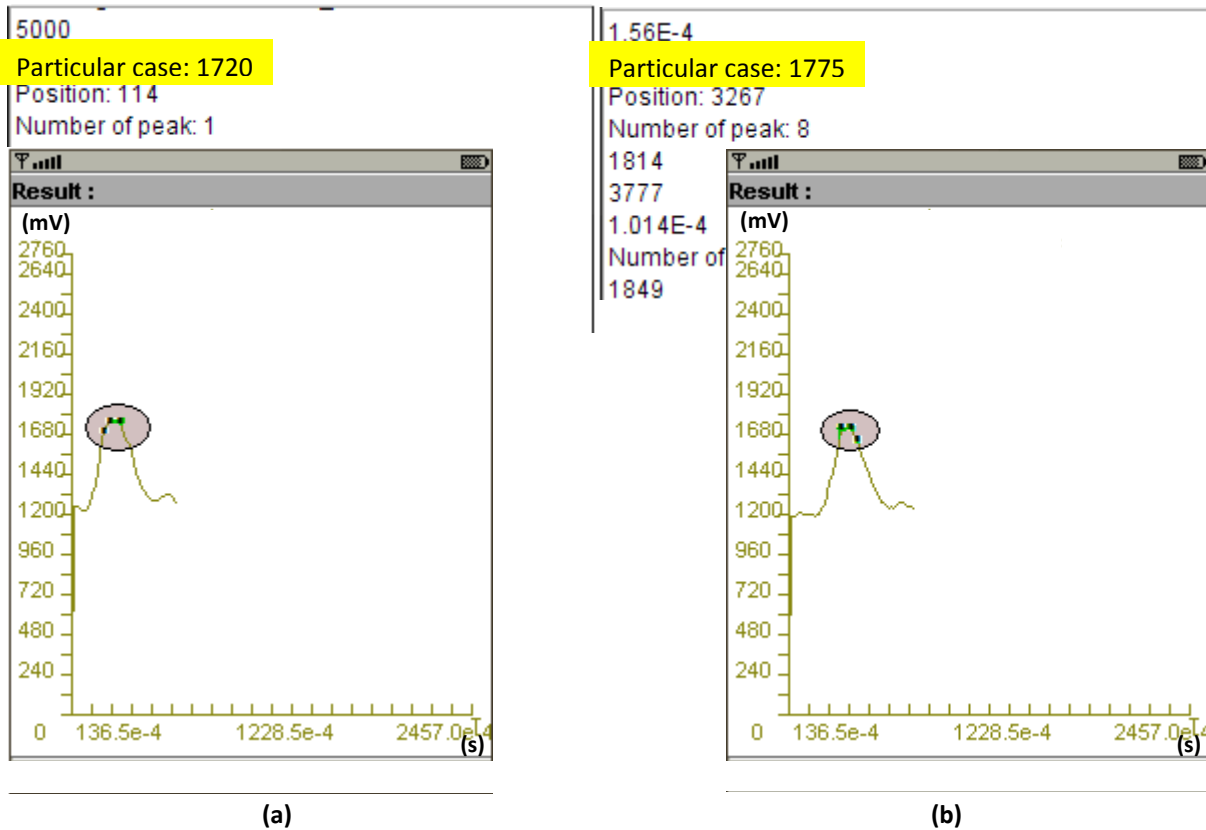 5000
Particular case: 1720
Position: 114
Number of peak: 1
Result :
(mV)
2760
2640
2400
2160
1920
1680
1440
1200
960
720
480
240
0 136.5e-4 1228.5e-4 2457.0e-4
T
(s)
(a)
1.56E-4
Particular case: 1775
Position: 3267
Number of peak: 8
1814
3777
1.014E-4
Number of
1849
Result :
(mV)
2760
2640
2400
2160
1920
1680
1440
1200
960
720
480
240
0 136.5e-4 1228.5e-4 2457.0e-4
T
(s)
(b)